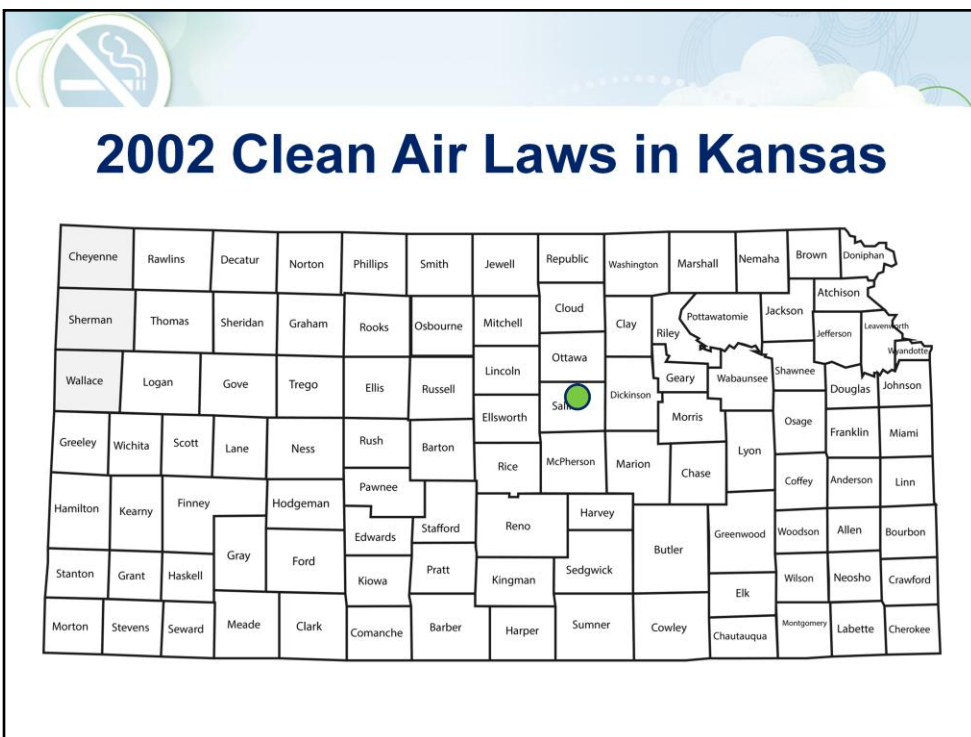 2002 Clean Air Laws in Kansas
Cheyenne Rawlins Decatur Norton Phillips Smith Jewell Republic Washington Marshall Nemaha Brown Doniphan
Atchison
Sherman Thomas Sheridan Graham Rooks Osbourne Mitchell Cloud Clay Riley Pottawatomie Jackson Jefferson Leavenworth
Wyandotte
Ottawa
Wallace Logan Gove Trego Ellis Russell Lincoln Dickinson Geary Wabaunsee Shawnee Douglas Johnson
Ellsworth Morris Osage
Greeley Wichita Scott Lane Ness Rush Barton Rice McPherson Marion Chase Lyon Franklin Miami
Pawnee Coffey Anderson Linn
Hamilton Kearny Finney Hodgeman Edwards Stafford Reno Harvey Greenwood Woodson Allen Bourbon
Gray Ford Butler
Stanton Grant Haskell Kiowa Pratt Kingman Sedgwick Elk Wilson Neosho Crawford
Morton Stevens Seward Meade Clark Comanche Barber Harper Sumner Cowley Chautauqua Montgomery Labette Cherokee